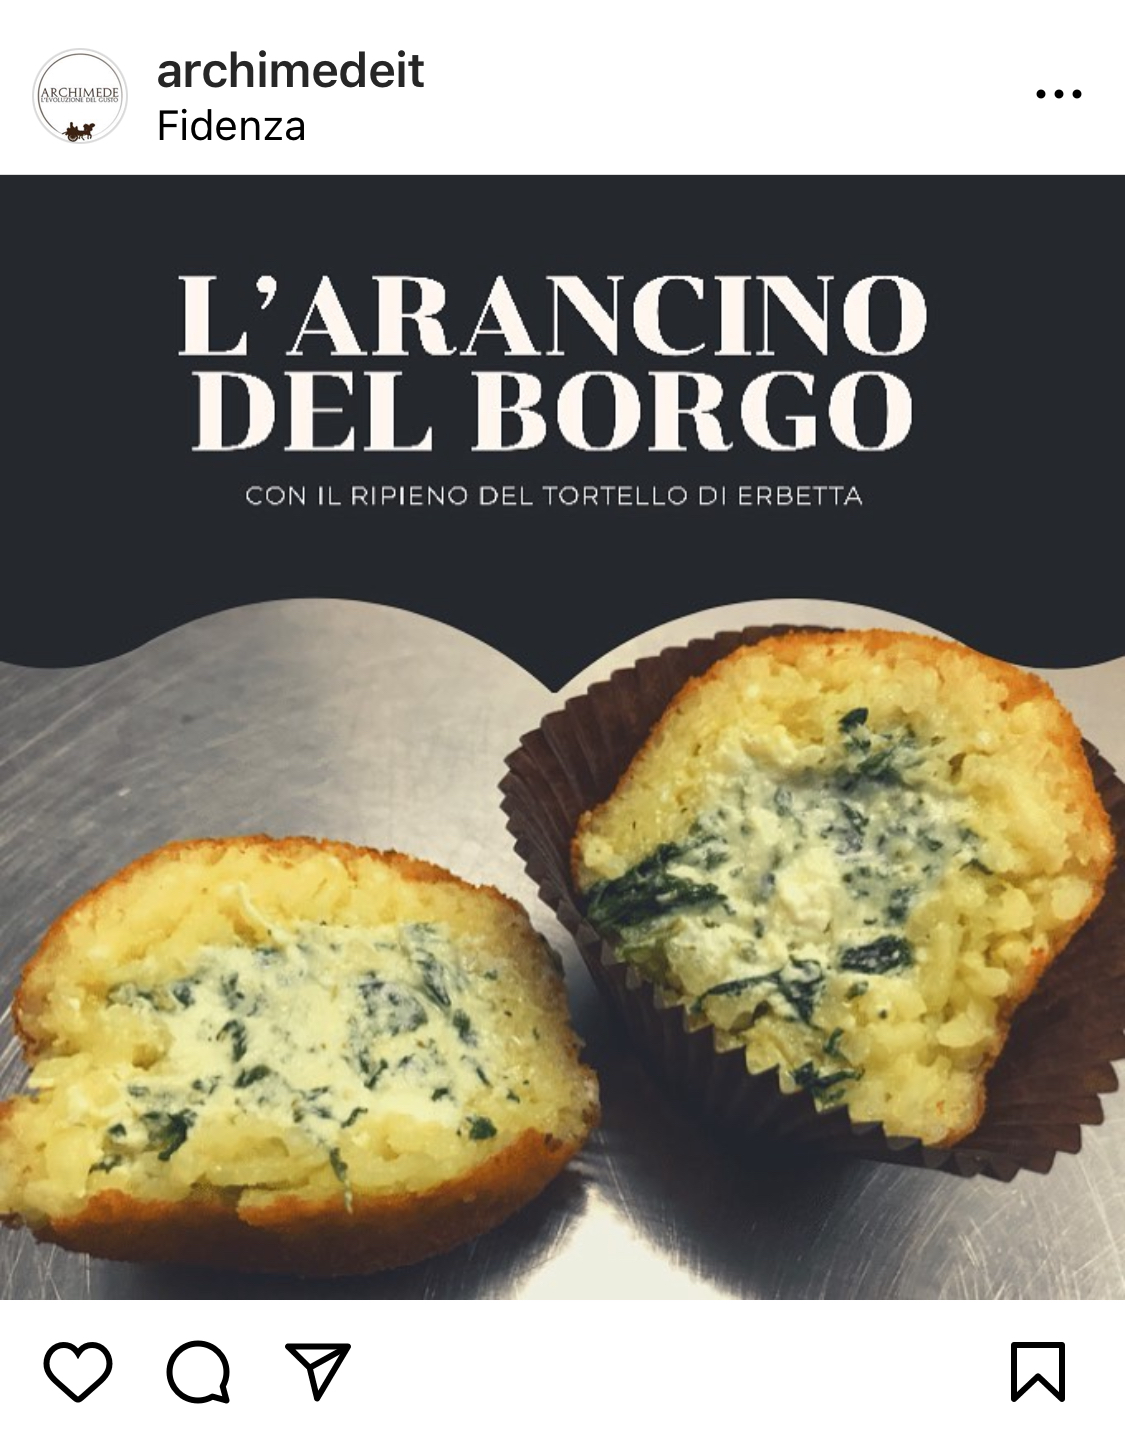 archimedeit
Fidenza
ARCHIMEDE
L'EVOLUZIONE DEL GUSTO
L’ARANCINO
DEL BORGO
CON IL RIPIENO DEL TORTELLO DI ERBETTA